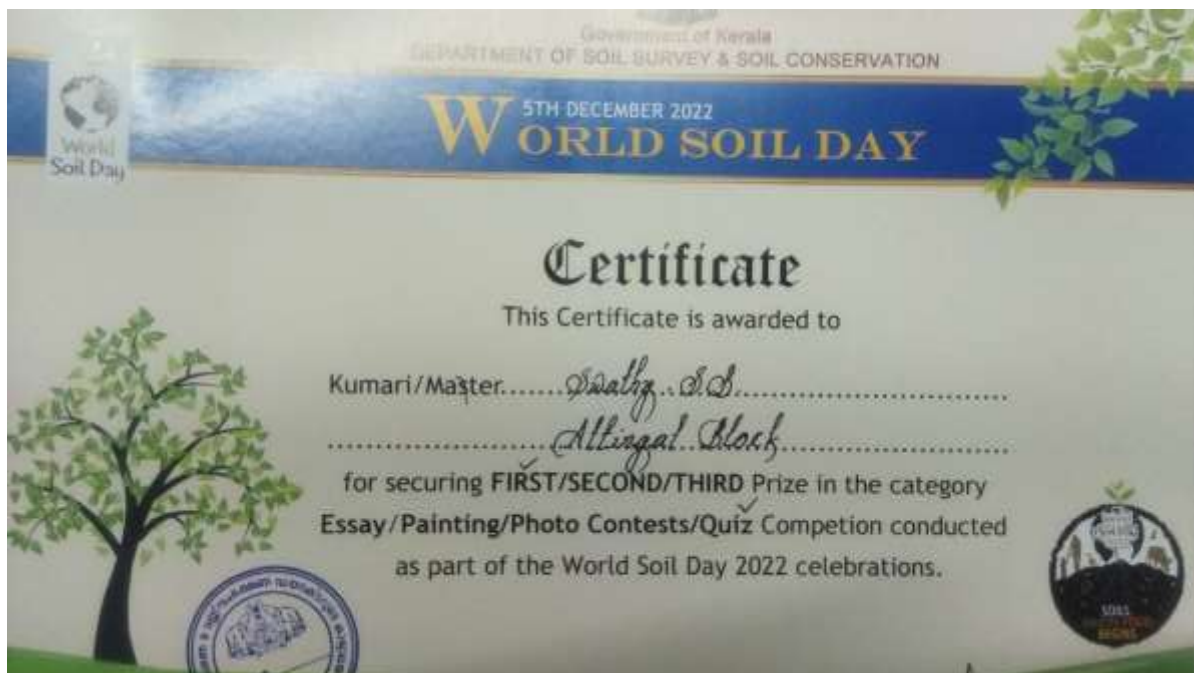 Government of Kerala
DEPARTMENT OF SOIL SURVEY & SOIL CONSERVATION
World
Soil Day
5TH DECEMBER 2022
WORLD SOIL DAY
Certificate
This Certificate is awarded to
Kumari/Master....... Swathy. S.S. ..............................
........................ Attingal Block ..............................
for securing FIRST/SECOND/THIRD Prize in the category
Essay/Painting/Photo Contests/Quiz Competion conducted
as part of the World Soil Day 2022 celebrations.
SOILS
BEGINS